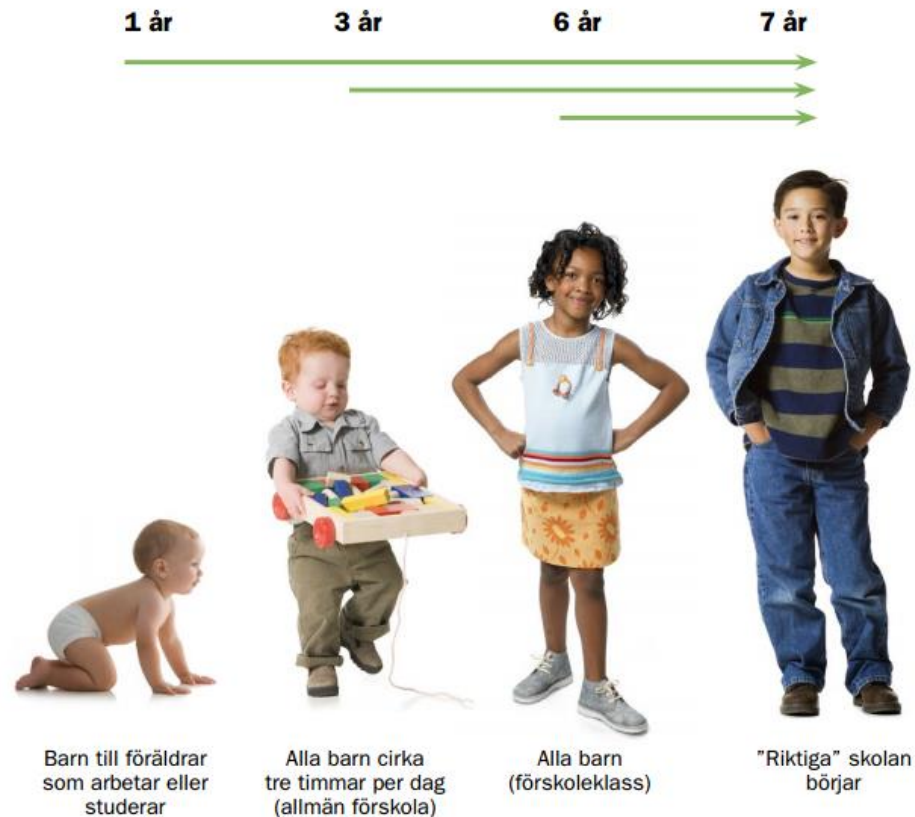 1 år 3 år 6 år 7 år
Barn till föräldrar
som arbetar eller
studerar
Alla barn cirka
tre timmar per dag
(allmän förskola)
Alla barn
(förskoleklass)
”Riktiga” skolan
börjar